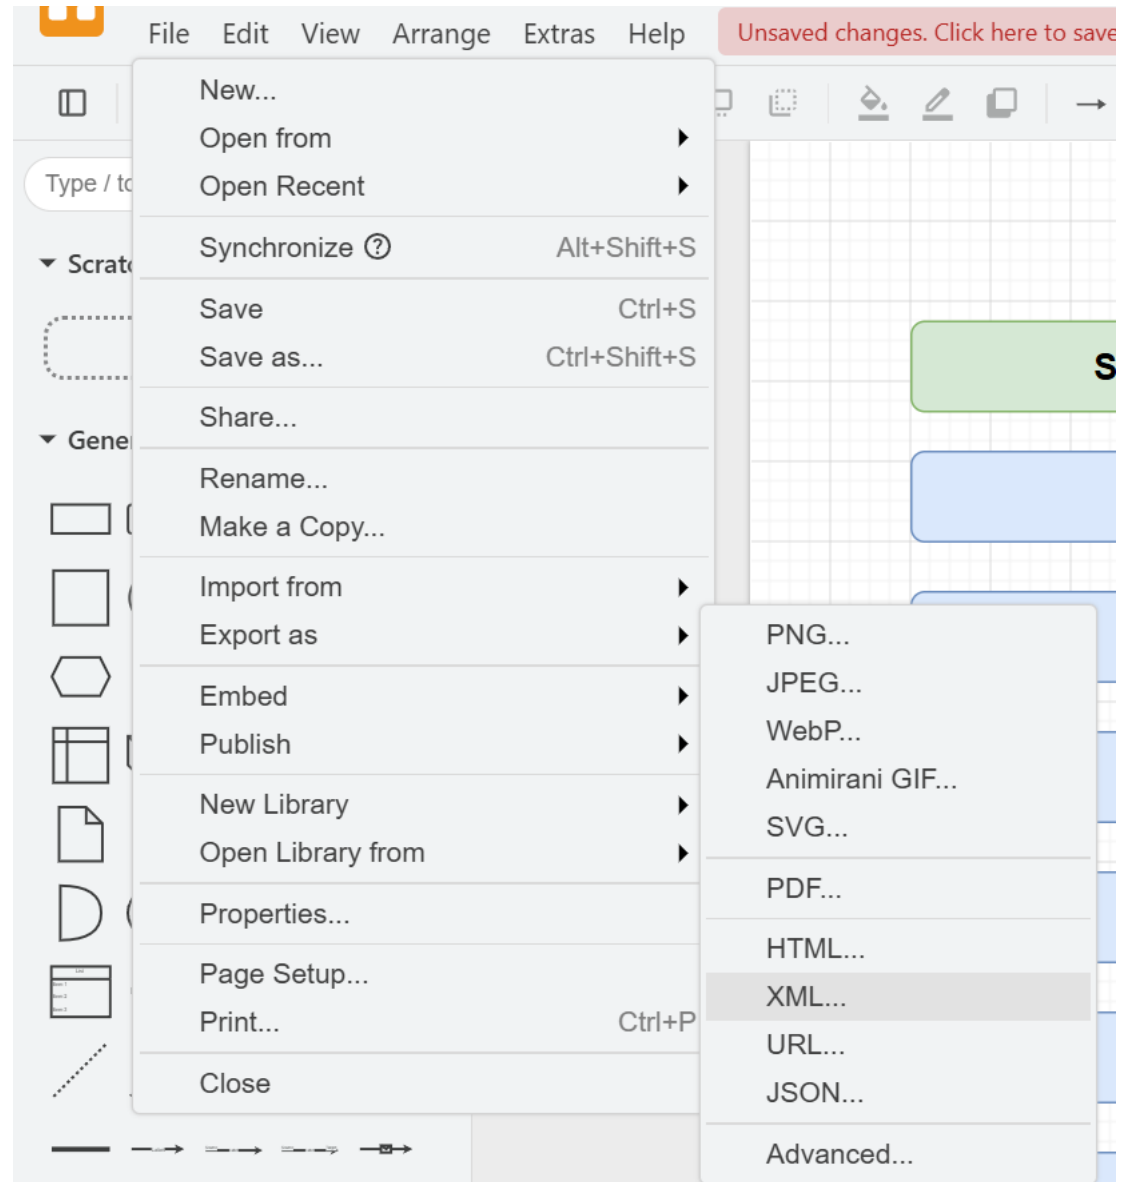 File Edit View Arrange Extras Help Unsaved changes. Click here to save
New...
Open from
Type / to
Open Recent
Synchronize Alt+Shift+S
Scratc
Save Ctrl+S
Save as... Ctrl+Shift+S
S
Share...
Gene
Rename...
Make a Copy...
Import from
Export as
PNG...
JPEG...
Embed
WebP...
Publish
Animirani GIF...
New Library
SVG...
Open Library from
PDF...
Properties...
HTML...
Page Setup...
XML...
Print... Ctrl+P
URL...
Close
JSON...
Advanced...